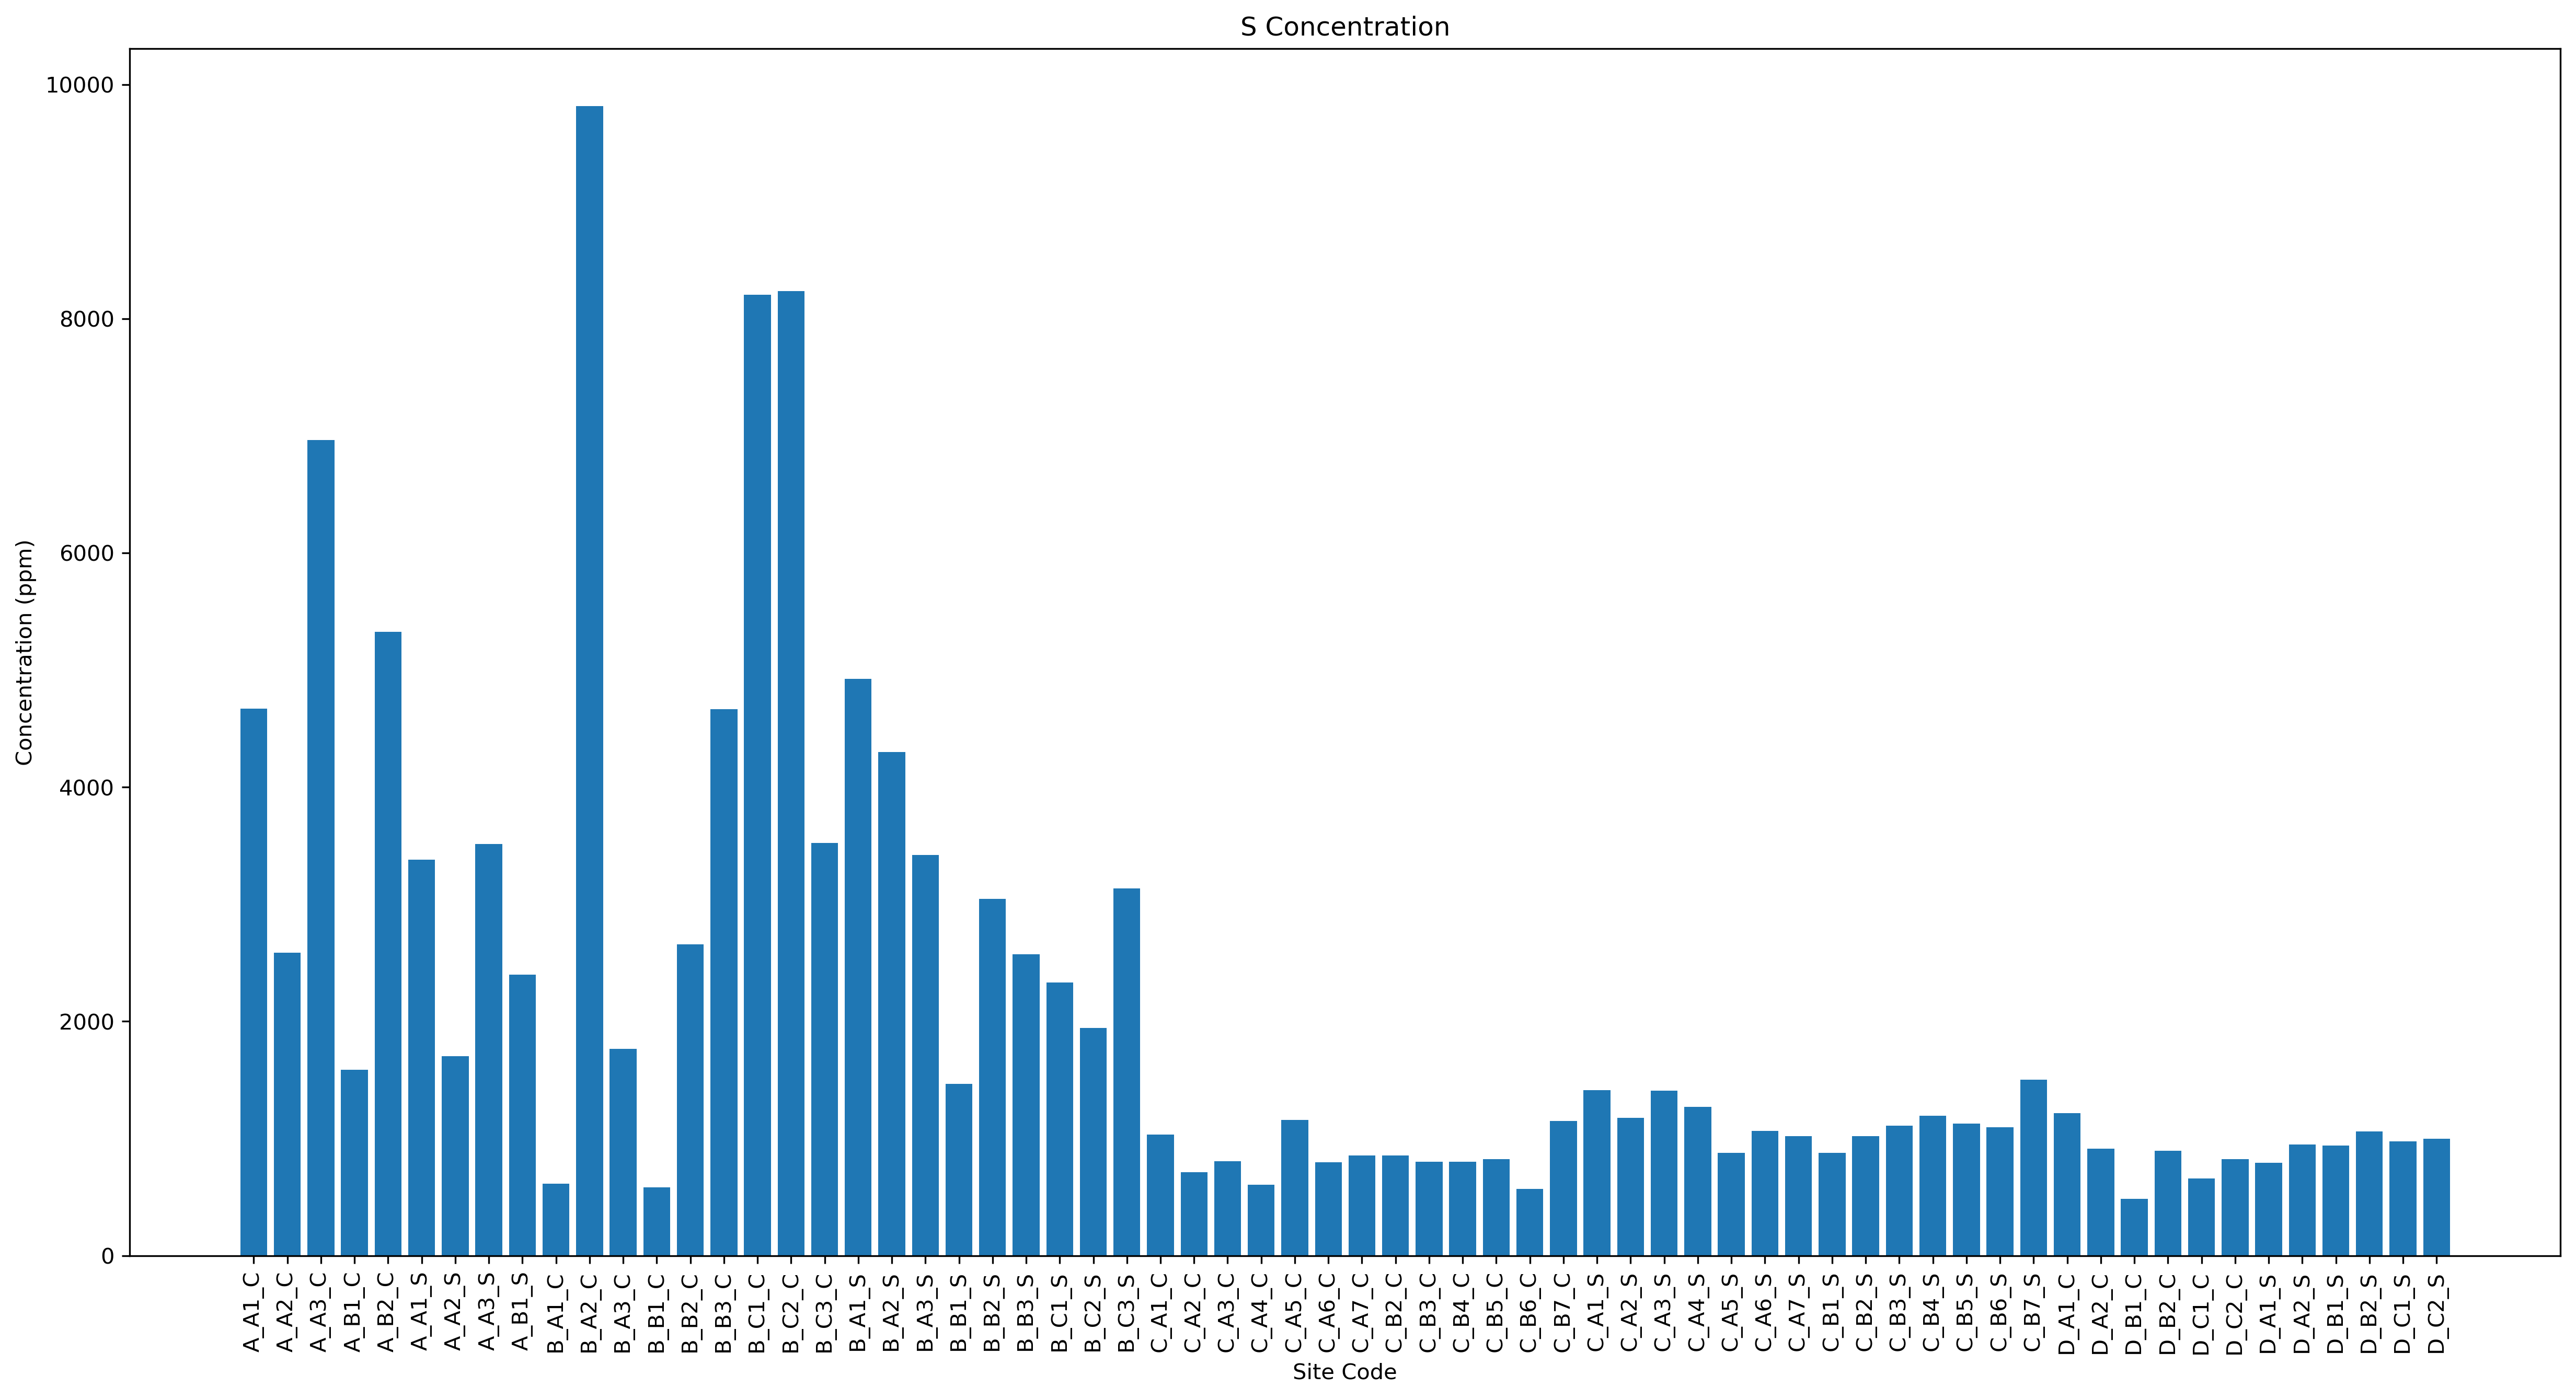 S Concentration
Concentration (ppm)
10000
8000
6000
4000
2000
0
A_A1_C
A_A2_C
A_A3_C
A_B1_C
A_B2_C
A_A1_S
A_A2_S
A_A3_S
A_B1_S
B_A1_C
B_A2_C
B_A3_C
B_B1_C
B_B2_C
B_B3_C
B_C1_C
B_C2_C
B_C3_C
B_A1_S
B_A2_S
B_A3_S
B_B1_S
B_B2_S
B_B3_S
B_C1_S
B_C2_S
B_C3_S
C_A1_C
C_A2_C
C_A3_C
C_A4_C
C_A5_C
C_A6_C
C_A7_C
C_B2_C
C_B3_C
C_B4_C
C_B5_C
C_B6_C
C_B7_C
C_A1_S
C_A2_S
C_A3_S
C_A4_S
C_A5_S
C_A6_S
C_A7_S
C_B1_S
C_B2_S
C_B3_S
C_B4_S
C_B5_S
C_B6_S
C_B7_S
D_A1_C
D_A2_C
D_B1_C
D_B2_C
D_C1_C
D_C2_C
D_A1_S
D_A2_S
D_B1_S
D_B2_S
D_C1_S
D_C2_S
Site Code